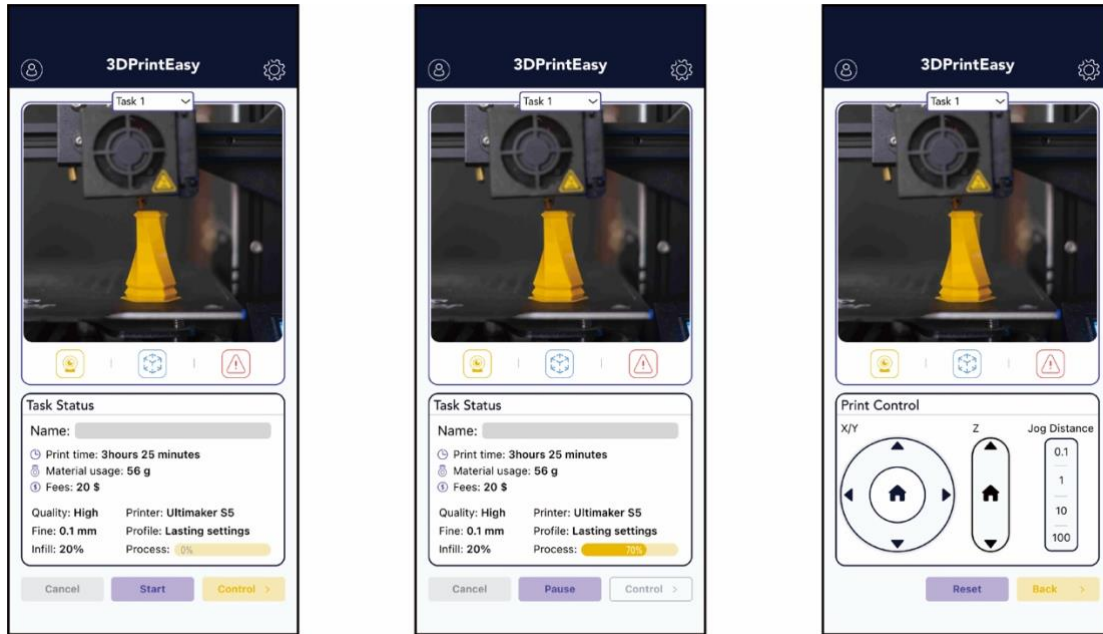 3DPrintEasy
Task 1
Task Status
Name:
Print time: 3hours 25 minutes
Material usage: 56 g
Fees: 20 $
Quality: High Printer: Ultimaker S5
Fine: 0.1 mm Profile: Lasting settings
Infill: 20% Process: 0%
Cancel Start Control >
3DPrintEasy
Task 1
Task Status
Name:
Print time: 3hours 25 minutes
Material usage: 56 g
Fees: 20 $
Quality: High Printer: Ultimaker S5
Fine: 0.1 mm Profile: Lasting settings
Infill: 20% Process: 70%
Cancel Pause Control >
3DPrintEasy
Task 1
Print Control
X/Y Z Jog Distance
0.1
1
10
100
Reset Back >